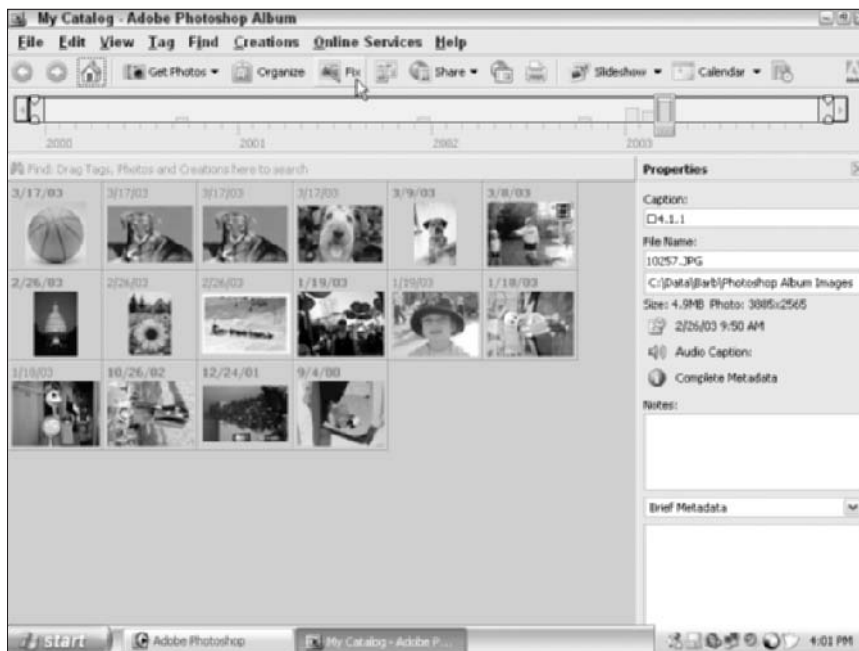 My Catalog - Adobe Photoshop Album
File Edit View Tag Find Creations Online Services Help
Get Photos Organize Fix Share Slideshow Calendar
2000 2001 2002 2003
Find: Drag Tags, Photos and Creations here to search
Properties
3/17/03 3/17/03 3/17/03 3/17/03 3/9/03 3/8/03
Caption:
4.1.1
File Name:
10257.JPG
C:\Data\Barb\Photoshop Album Images
2/26/03 2/26/03 2/26/03 1/19/03 1/19/03 1/18/03
Size: 4.9MB Photo: 3885x2565
2/26/03 9:50 AM
Audio Caption:
Complete Metadata
1/18/03 10/26/02 12/24/01 9/4/00
Notes:
Brief Metadata
start Adobe Photoshop My Catalog - Adobe P... 4:01 PM